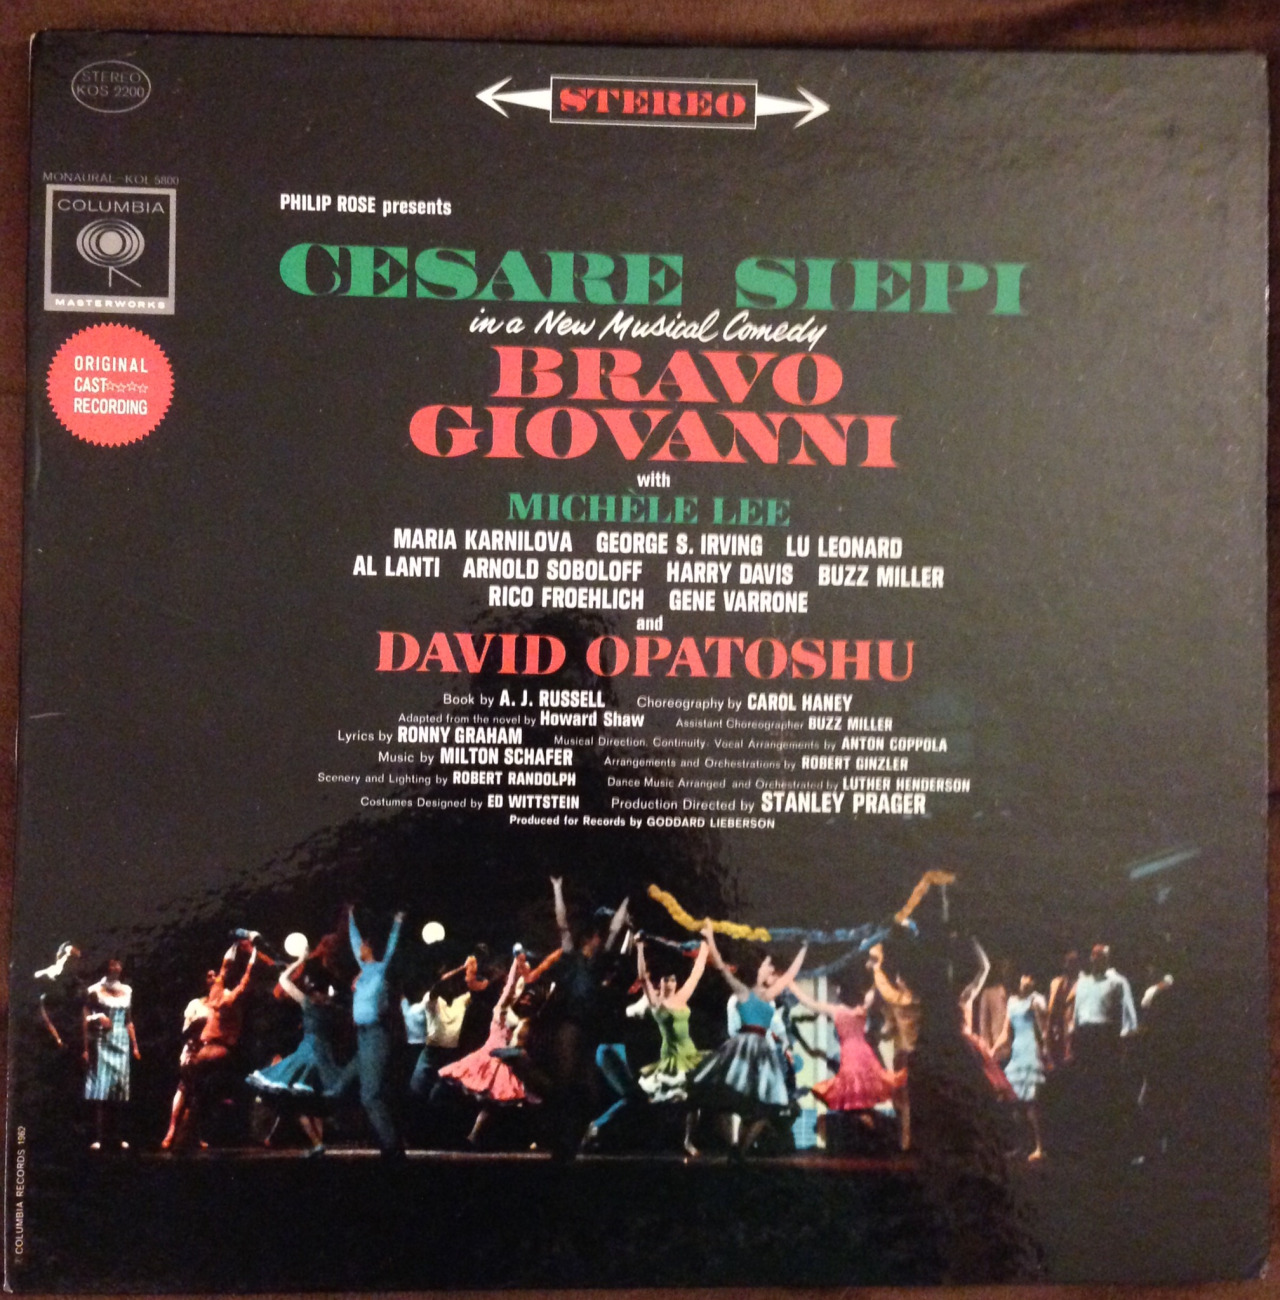 STEREO
KOS 2200
STEREO
MONAURAL—KOL 5800
COLUMBIA
MASTERWORKS
ORIGINAL
CAST☆☆☆☆
RECORDING
PHILIP ROSE presents
CESARE SIEPI
in a New Musical Comedy
BRAVO
GIOVANNI
with
MICHÈLE LEE
MARIA KARNILOVA GEORGE S. IRVING LU LEONARD
AL LANTI ARNOLD SOBOLOFF HARRY DAVIS BUZZ MILLER
RICO FROEHLICH GENE VARRONE
and
DAVID OPATOSHU
Book by A. J. RUSSELL Choreography by CAROL HANEY
Adapted from the novel by Howard Shaw Assistant Choreographer BUZZ MILLER
Lyrics by RONNY GRAHAM Musical Direction, Continuity, Vocal Arrangements by ANTON COPPOLA
Music by MILTON SCHAFER Arrangements and Orchestrations by ROBERT GINZLER
Scenery and Lighting by ROBERT RANDOLPH Dance Music Arranged and Orchestrated by LUTHER HENDERSON
Costumes Designed by ED WITTSTEIN Production Directed by STANLEY PRAGER
Produced for Records by GODDARD LIEBERSON
COLUMBIA RECORDS 1962